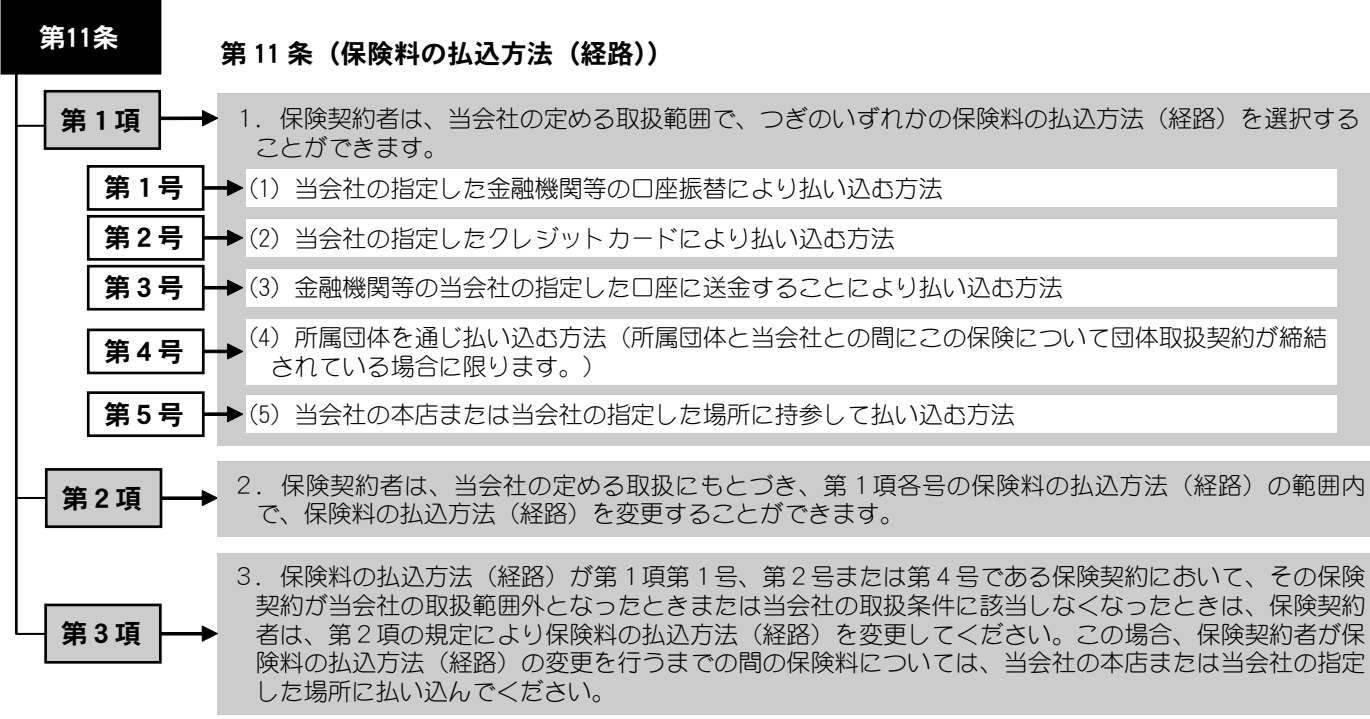 第11条
第 11 条（保険料の払込方法（経路））
第１項
１．保険契約者は、当会社の定める取扱範囲で、つぎのいずれかの保険料の払込方法（経路）を選択する
ことができます。
第１号
(1) 当会社の指定した金融機関等の口座振替により払い込む方法
第２号
(2) 当会社の指定したクレジットカードにより払い込む方法
第３号
(3) 金融機関等の当会社の指定した口座に送金することにより払い込む方法
第４号
(4) 所属団体を通じ払い込む方法（所属団体と当会社との間にこの保険について団体取扱契約が締結
されている場合に限ります。）
第５号
(5) 当会社の本店または当会社の指定した場所に持参して払い込む方法
第２項
２．保険契約者は、当会社の定める取扱にもとづき、第１項各号の保険料の払込方法（経路）の範囲内
で、保険料の払込方法（経路）を変更することができます。
第３項
３．保険料の払込方法（経路）が第１項第１号、第２号または第４号である保険契約において、その保険
契約が当会社の取扱範囲外となったときまたは当会社の取扱条件に該当しなくなったときは、保険契約
者は、第２項の規定により保険料の払込方法（経路）を変更してください。この場合、保険契約者が保
険料の払込方法（経路）の変更を行うまでの間の保険料については、当会社の本店または当会社の指定
した場所に払い込んでください。